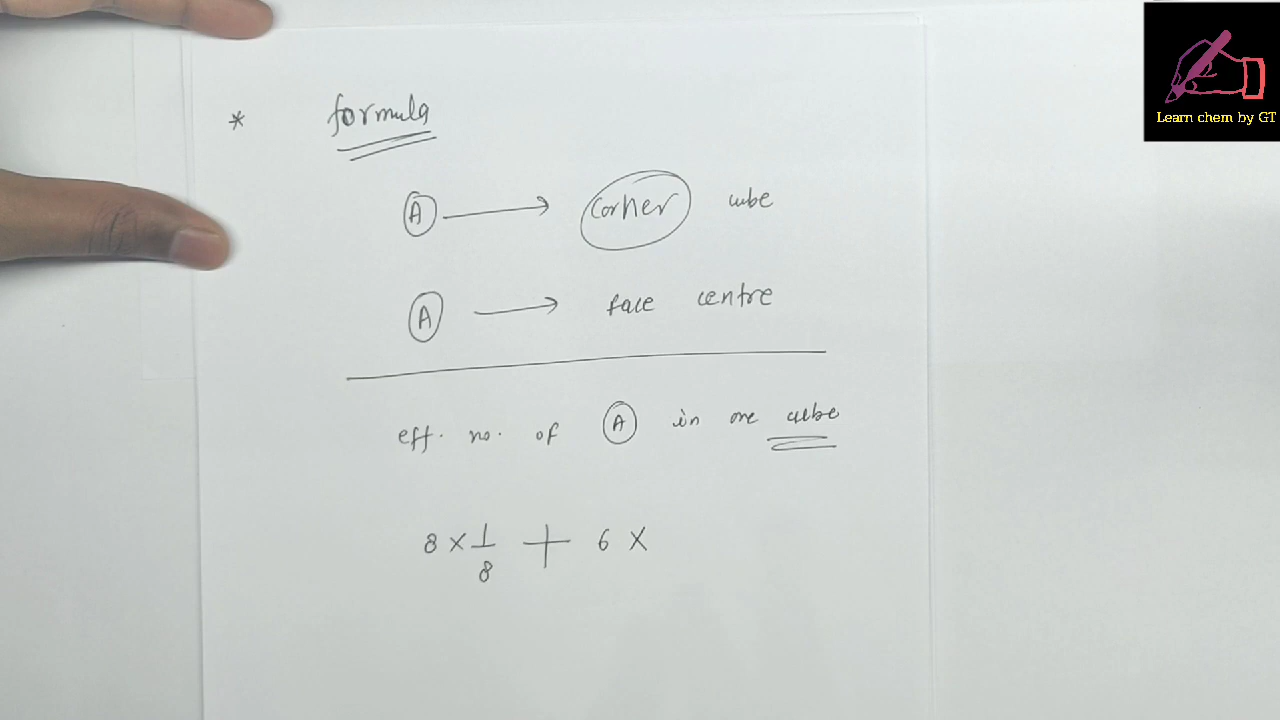 * formula
A → corner cube
A → face centre
eff. no. of A in one cube
8 × 1/8 + 6 ×
Learn chem by GT